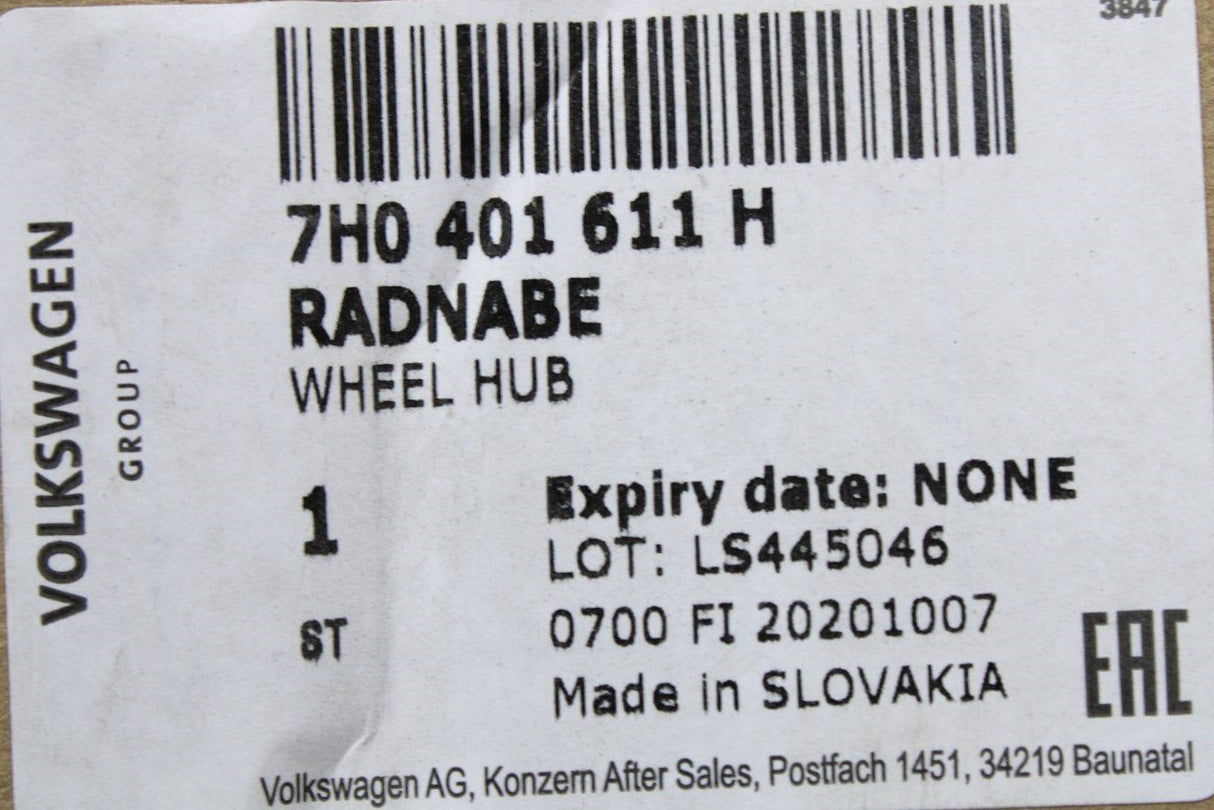 3847
7H0 401 611 H
RADNABE
WHEEL HUB
VOLKSWAGEN
GROUP
1
Expiry date: NONE
LOT: LS445046
ST
0700 FI 20201007
Made in SLOVAKIA
EAC
Volkswagen AG, Konzern After Sales, Postfach 1451, 34219 Baunatal